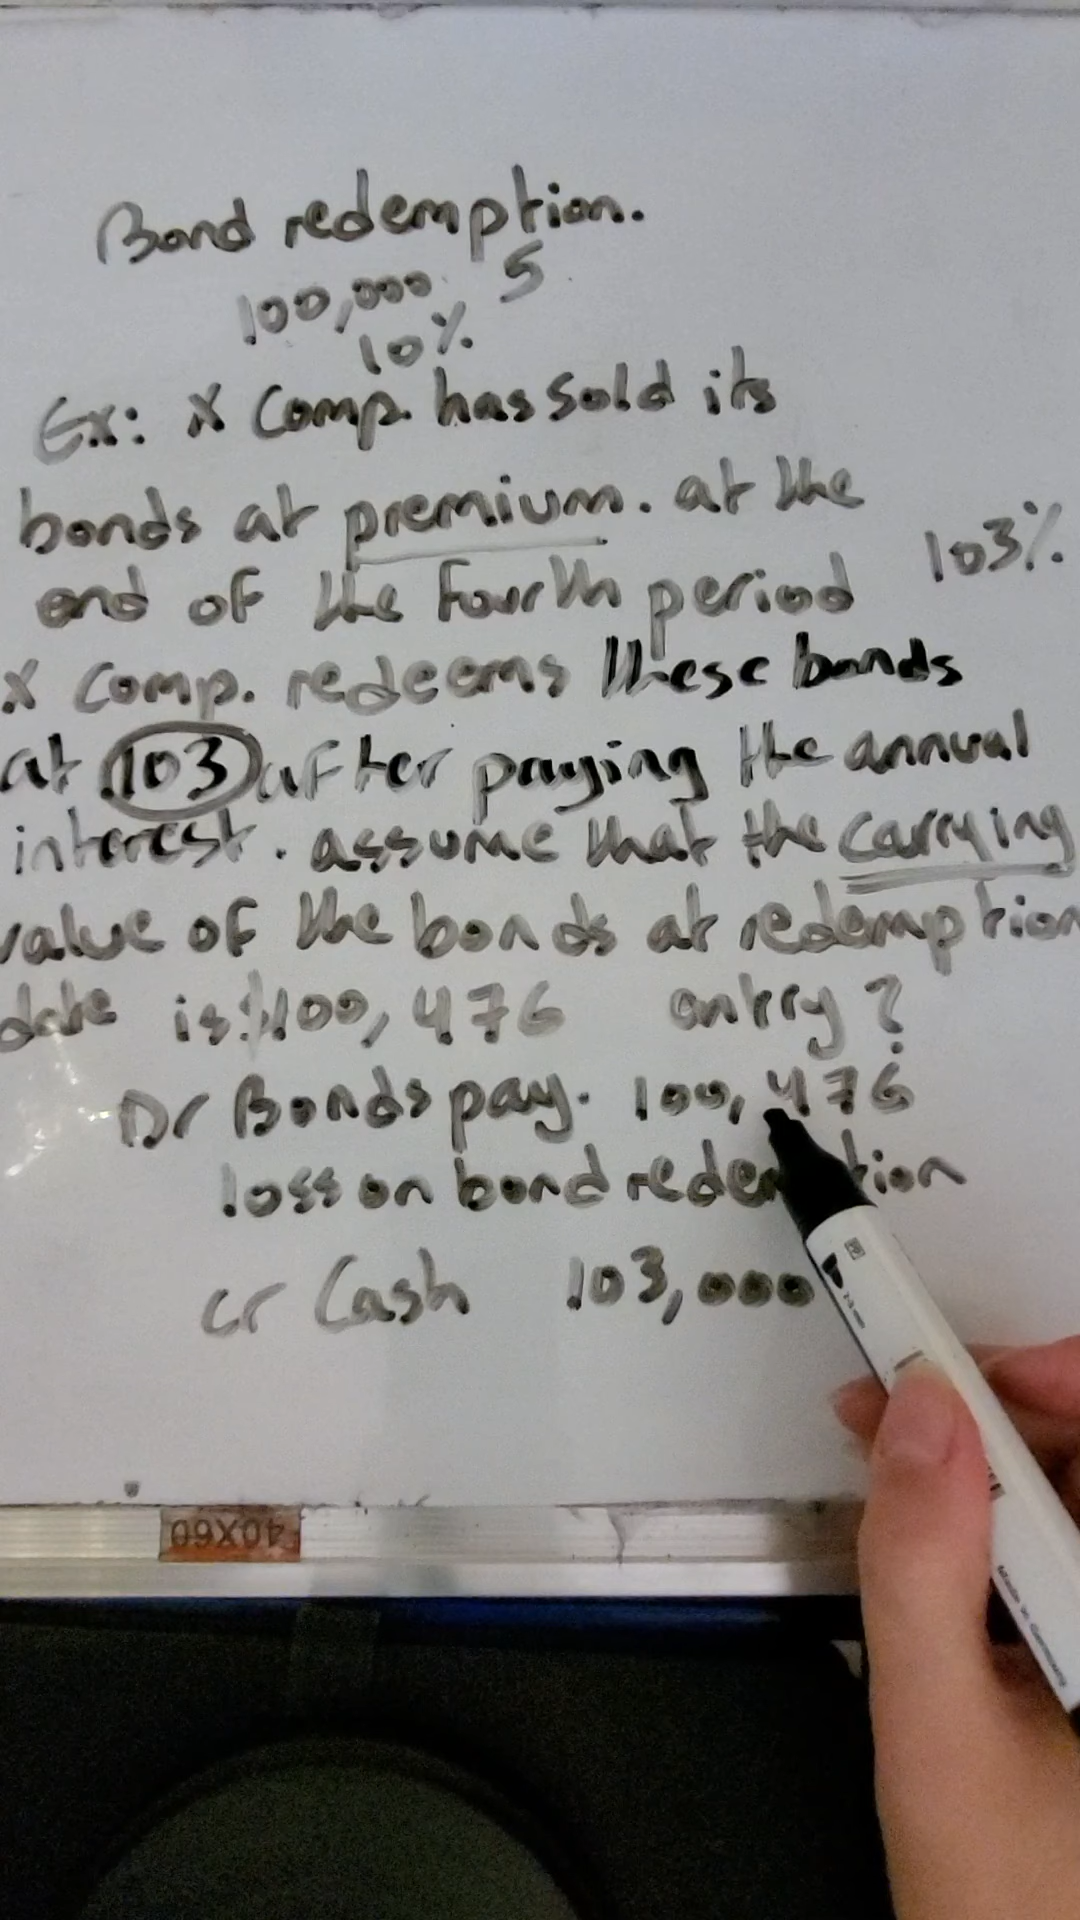 Bond redemption.
100,000, 5
10%
Ex: X Comp. has sold its
bonds at premium. at the
end of the fourth period 103%
X Comp. redeems these bonds
at 103 after paying the annual
interest. assume that the carrying
value of the bonds at redemption
date is $100,476 entry?
Dr Bonds pay. 100,476
loss on bond redemption
cr Cash 103,000
40X60